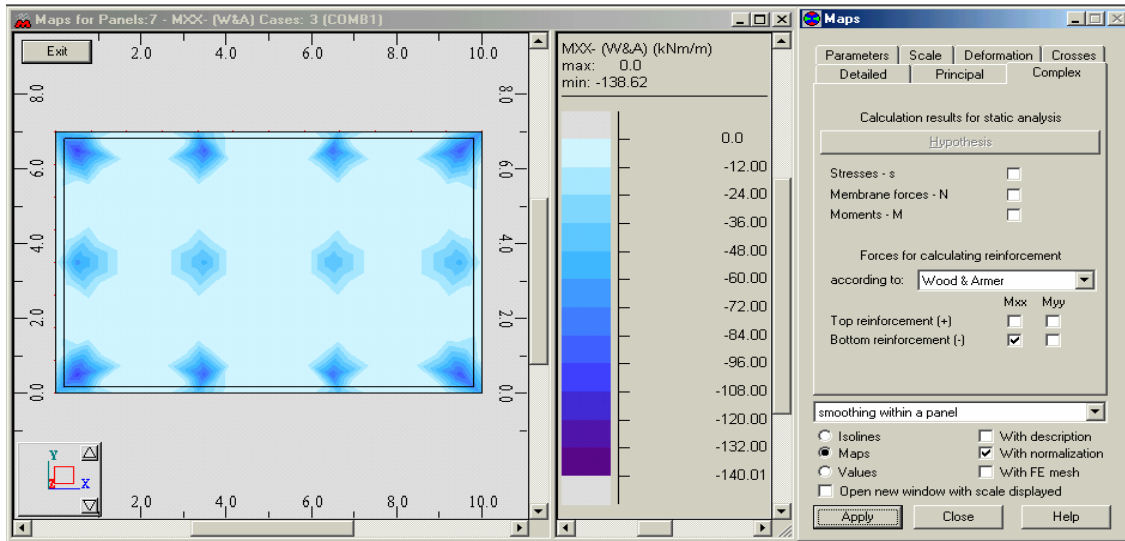 Maps for Panels:7 - MXX- (W&A) Cases: 3 (COMB1)
Exit
2.0 4.0 6.0 8.0 10.0
8.0 8.0
6.0 6.0
4.0 4.0
2.0 2.0
0.0 0.0
Y
Z X
2.0 4.0 6.0 8.0 10.0
MXX- (W&A) (kNm/m)
max: 0.0
min: -138.62
0.0
-12.00
-24.00
-36.00
-48.00
-60.00
-72.00
-84.00
-96.00
-108.00
-120.00
-132.00
-140.01
Maps
Parameters Scale Deformation Crosses
Detailed Principal Complex
Calculation results for static analysis
Hypothesis
Stresses - s
Membrane forces - N
Moments - M
Forces for calculating reinforcement
according to: Wood & Armer
Mxx Myy
Top reinforcement (+)
Bottom reinforcement (-)
smoothing within a panel
Isolines With description
Maps With normalization
Values With FE mesh
Open new window with scale displayed
Apply Close Help